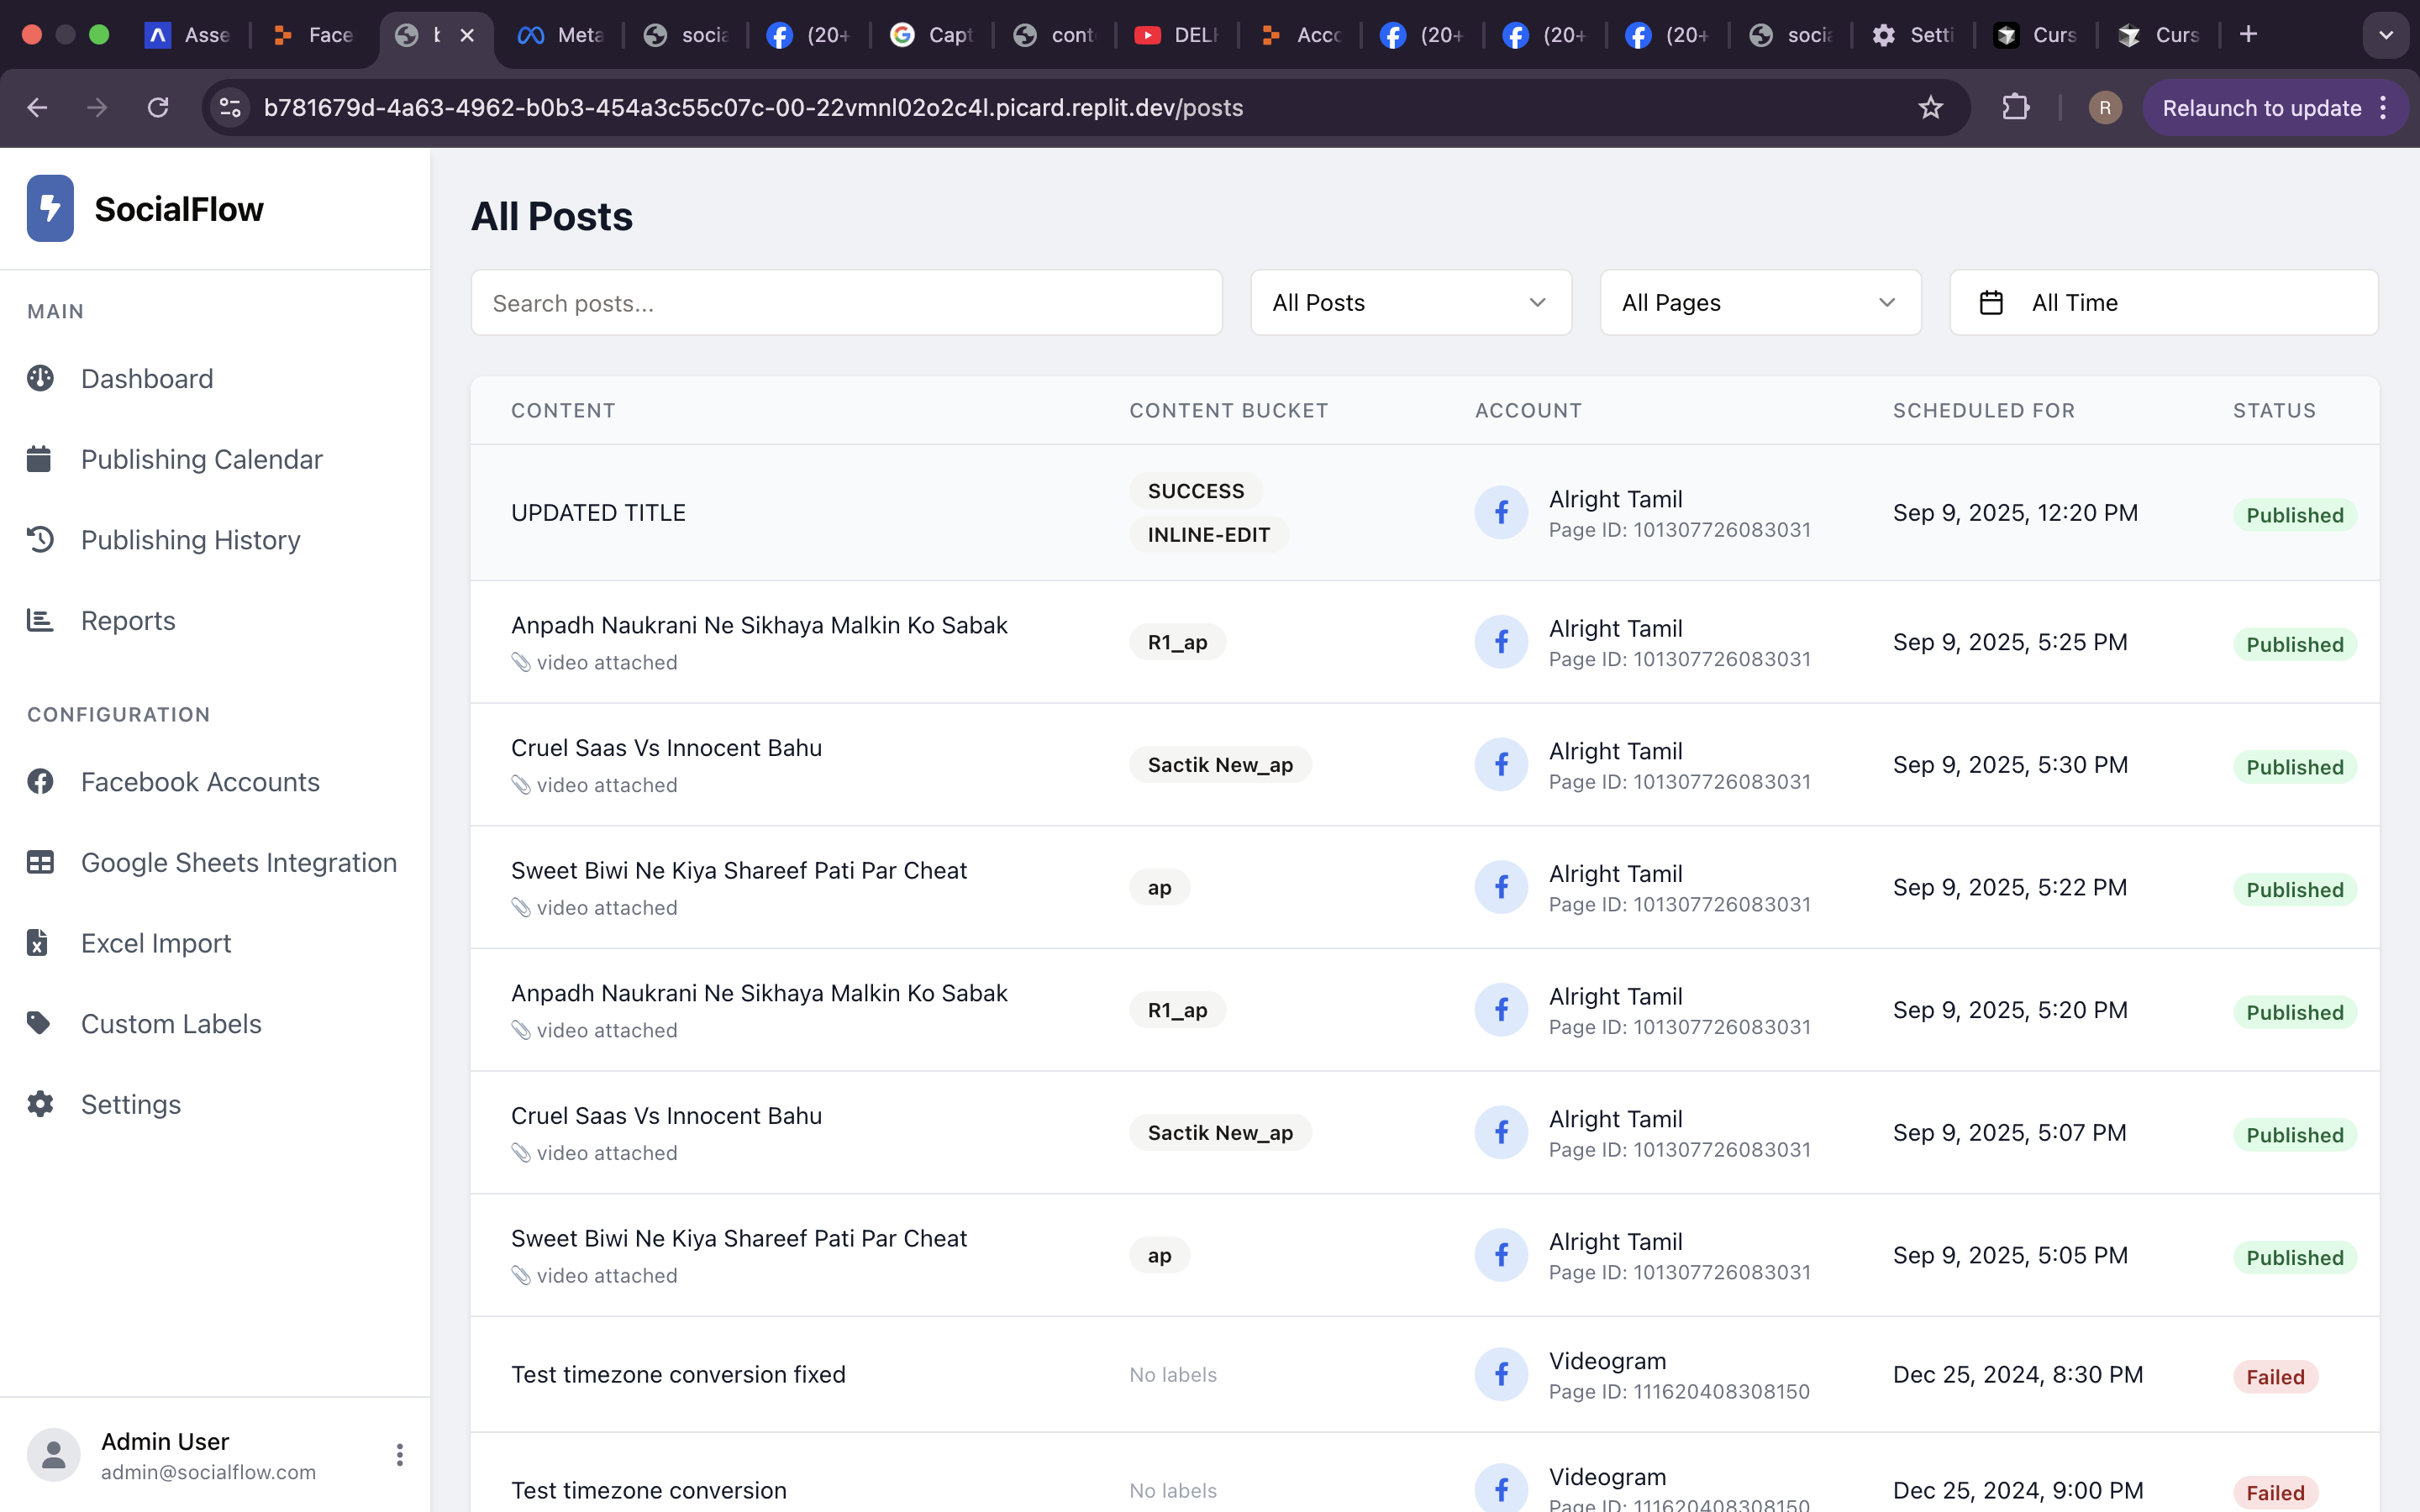 Asse
Face
t
Meta
socia
(20+
Capt
conte
DELH
Acco
(20+
(20+
(20+
socia
Setti
Curs
Curs
b781679d-4a63-4962-b0b3-454a3c55c07c-00-22vmnl02o2c4l.picard.replit.dev/posts
R
Relaunch to update
SocialFlow
MAIN
Dashboard
Publishing Calendar
Publishing History
Reports
CONFIGURATION
Facebook Accounts
Google Sheets Integration
Excel Import
Custom Labels
Settings
Admin User
admin@socialflow.com
All Posts
Search posts...
All Posts
All Pages
All Time
CONTENT CONTENT BUCKET ACCOUNT SCHEDULED FOR STATUS
UPDATED TITLE
SUCCESS
INLINE-EDIT
Alright Tamil
Page ID: 101307726083031
Sep 9, 2025, 12:20 PM
Published
Anpadh Naukrani Ne Sikhaya Malkin Ko Sabak
video attached
R1_ap
Alright Tamil
Page ID: 101307726083031
Sep 9, 2025, 5:25 PM
Published
Cruel Saas Vs Innocent Bahu
video attached
Sactik New_ap
Alright Tamil
Page ID: 101307726083031
Sep 9, 2025, 5:30 PM
Published
Sweet Biwi Ne Kiya Shareef Pati Par Cheat
video attached
ap
Alright Tamil
Page ID: 101307726083031
Sep 9, 2025, 5:22 PM
Published
Anpadh Naukrani Ne Sikhaya Malkin Ko Sabak
video attached
R1_ap
Alright Tamil
Page ID: 101307726083031
Sep 9, 2025, 5:20 PM
Published
Cruel Saas Vs Innocent Bahu
video attached
Sactik New_ap
Alright Tamil
Page ID: 101307726083031
Sep 9, 2025, 5:07 PM
Published
Sweet Biwi Ne Kiya Shareef Pati Par Cheat
video attached
ap
Alright Tamil
Page ID: 101307726083031
Sep 9, 2025, 5:05 PM
Published
Test timezone conversion fixed
No labels
Videogram
Page ID: 111620408308150
Dec 25, 2024, 8:30 PM
Failed
Test timezone conversion
No labels
Videogram
Page ID: 111620408308150
Dec 25, 2024, 9:00 PM
Failed